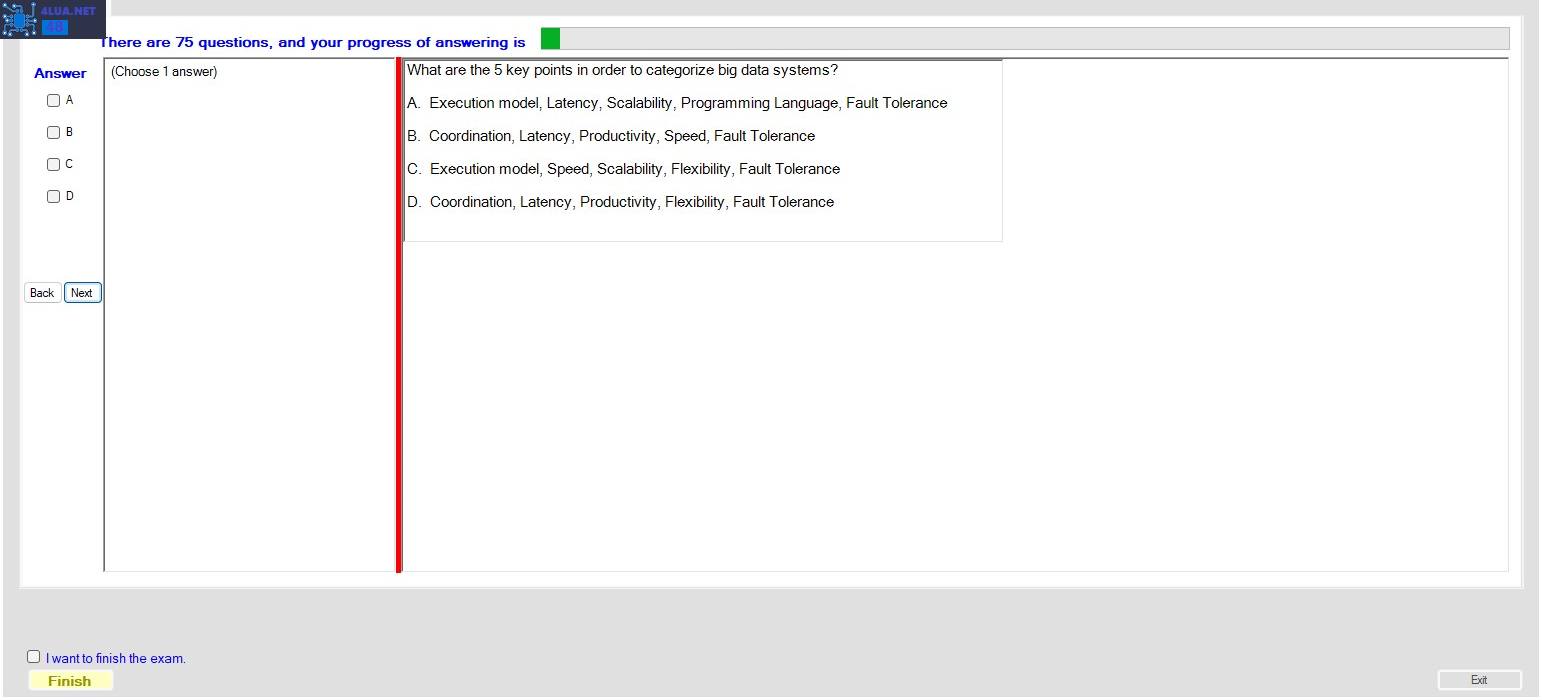 4LUA.NET
48
There are 75 questions, and your progress of answering is
Answer
(Choose 1 answer)
A
B
C
D
Back
Next
What are the 5 key points in order to categorize big data systems?
A. Execution model, Latency, Scalability, Programming Language, Fault Tolerance
B. Coordination, Latency, Productivity, Speed, Fault Tolerance
C. Execution model, Speed, Scalability, Flexibility, Fault Tolerance
D. Coordination, Latency, Productivity, Flexibility, Fault Tolerance
I want to finish the exam.
Finish
Exit